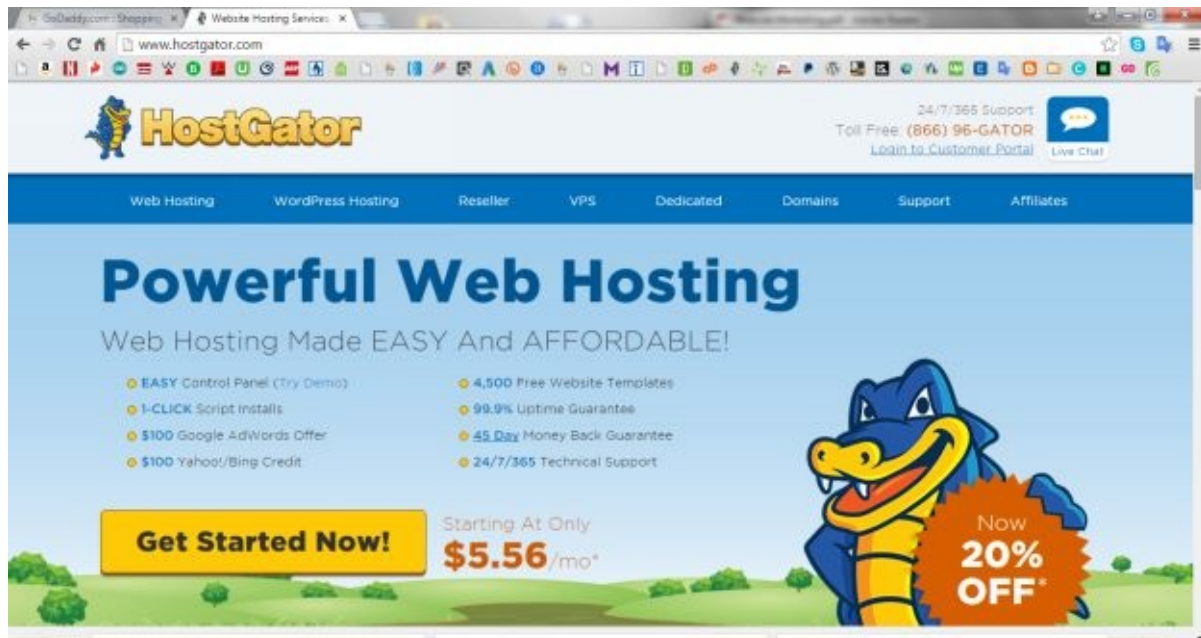 GoDaddy.com: Shopping
Website Hosting Services
www.hostgator.com
HostGator
24/7/365 Support
Toll Free: (866) 96-GATOR
Login to Customer Portal
Live Chat
Web Hosting WordPress Hosting Reseller VPS Dedicated Domains Support Affiliates
Powerful Web Hosting
Web Hosting Made EASY And AFFORDABLE!
EASY Control Panel (Try Demo)
1-CLICK Script Installs
$100 Google AdWords Offer
$100 Yahoo!/Bing Credit
4,500 Free Website Templates
99.9% Uptime Guarantee
45 Day Money Back Guarantee
24/7/365 Technical Support
Get Started Now!
Starting At Only
$5.56/mo*
Now
20%
OFF*